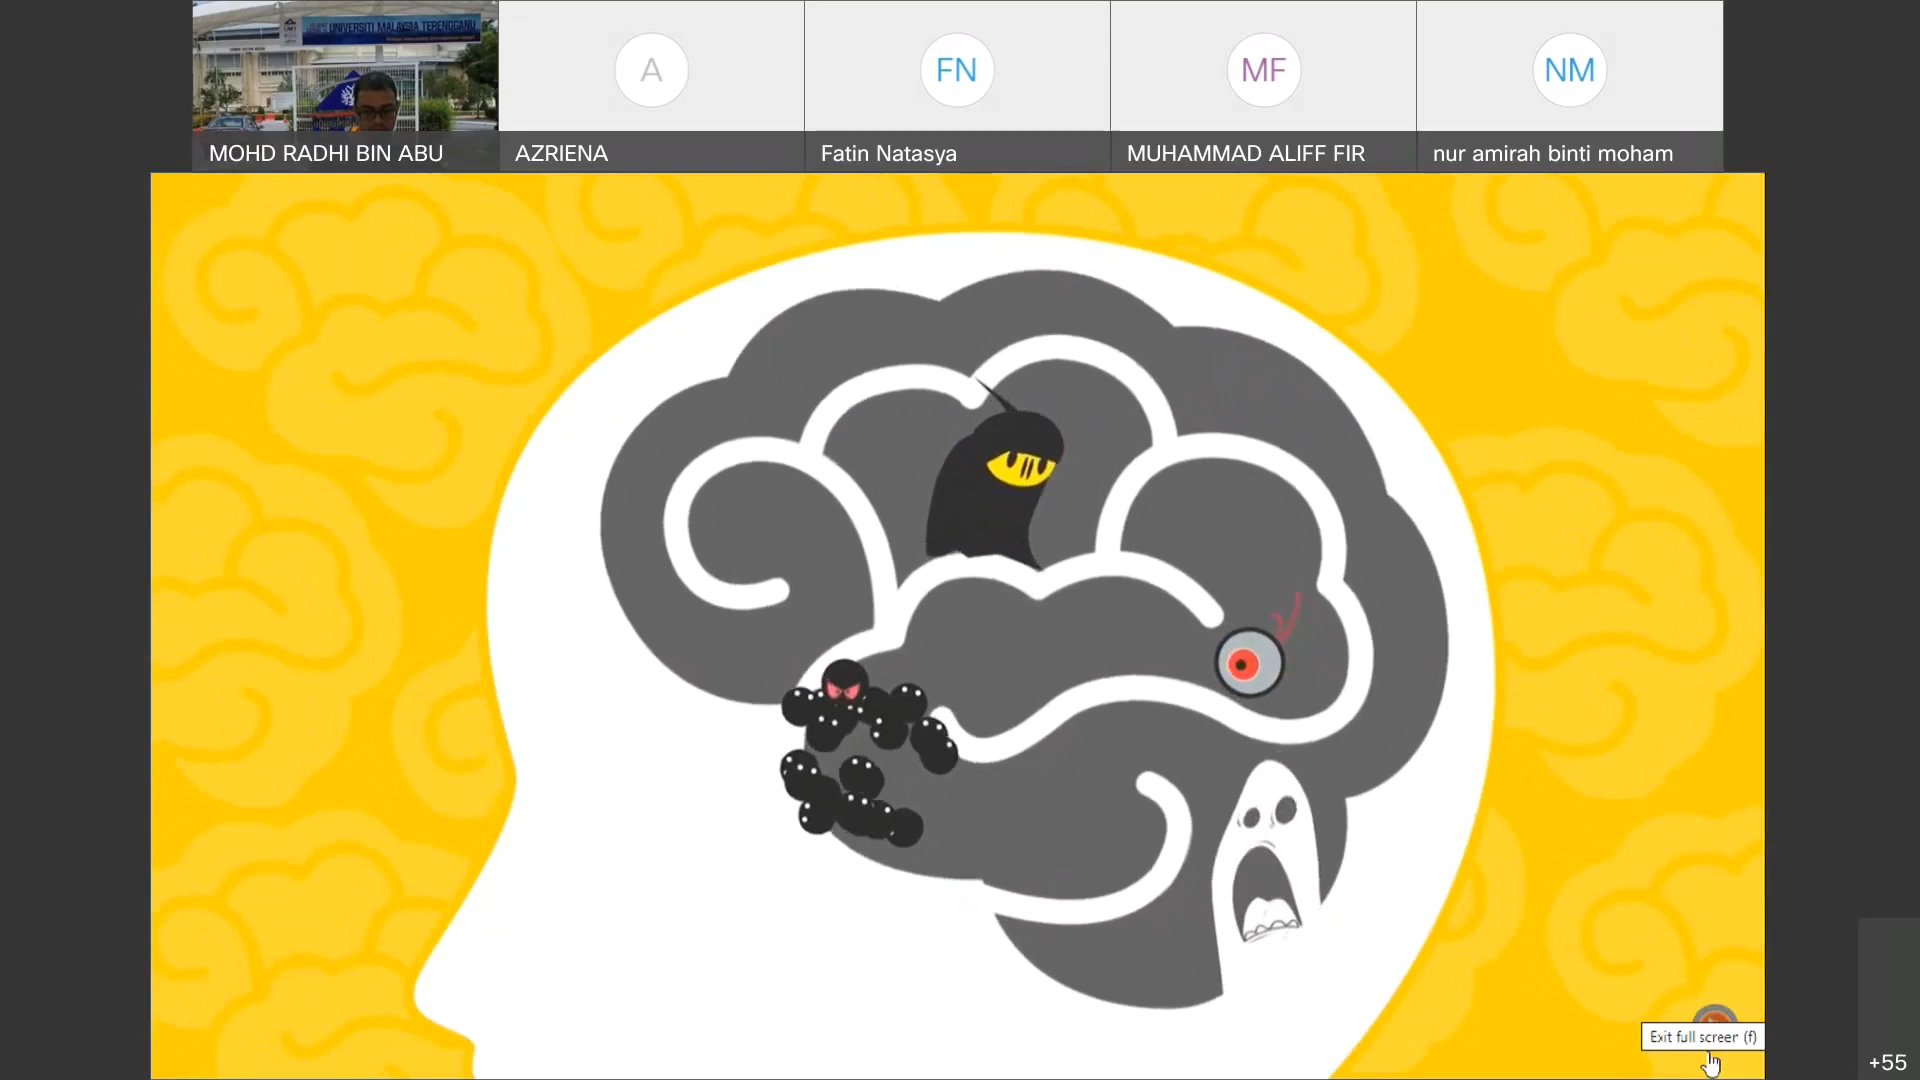 UNIVERSITI MALAYSIA TERENGGANU
A
FN
MF
NM
MOHD RADHI BIN ABU
AZRIENA
Fatin Natasya
MUHAMMAD ALIFF FIR
nur amirah binti moham
Exit full screen (f)
+55